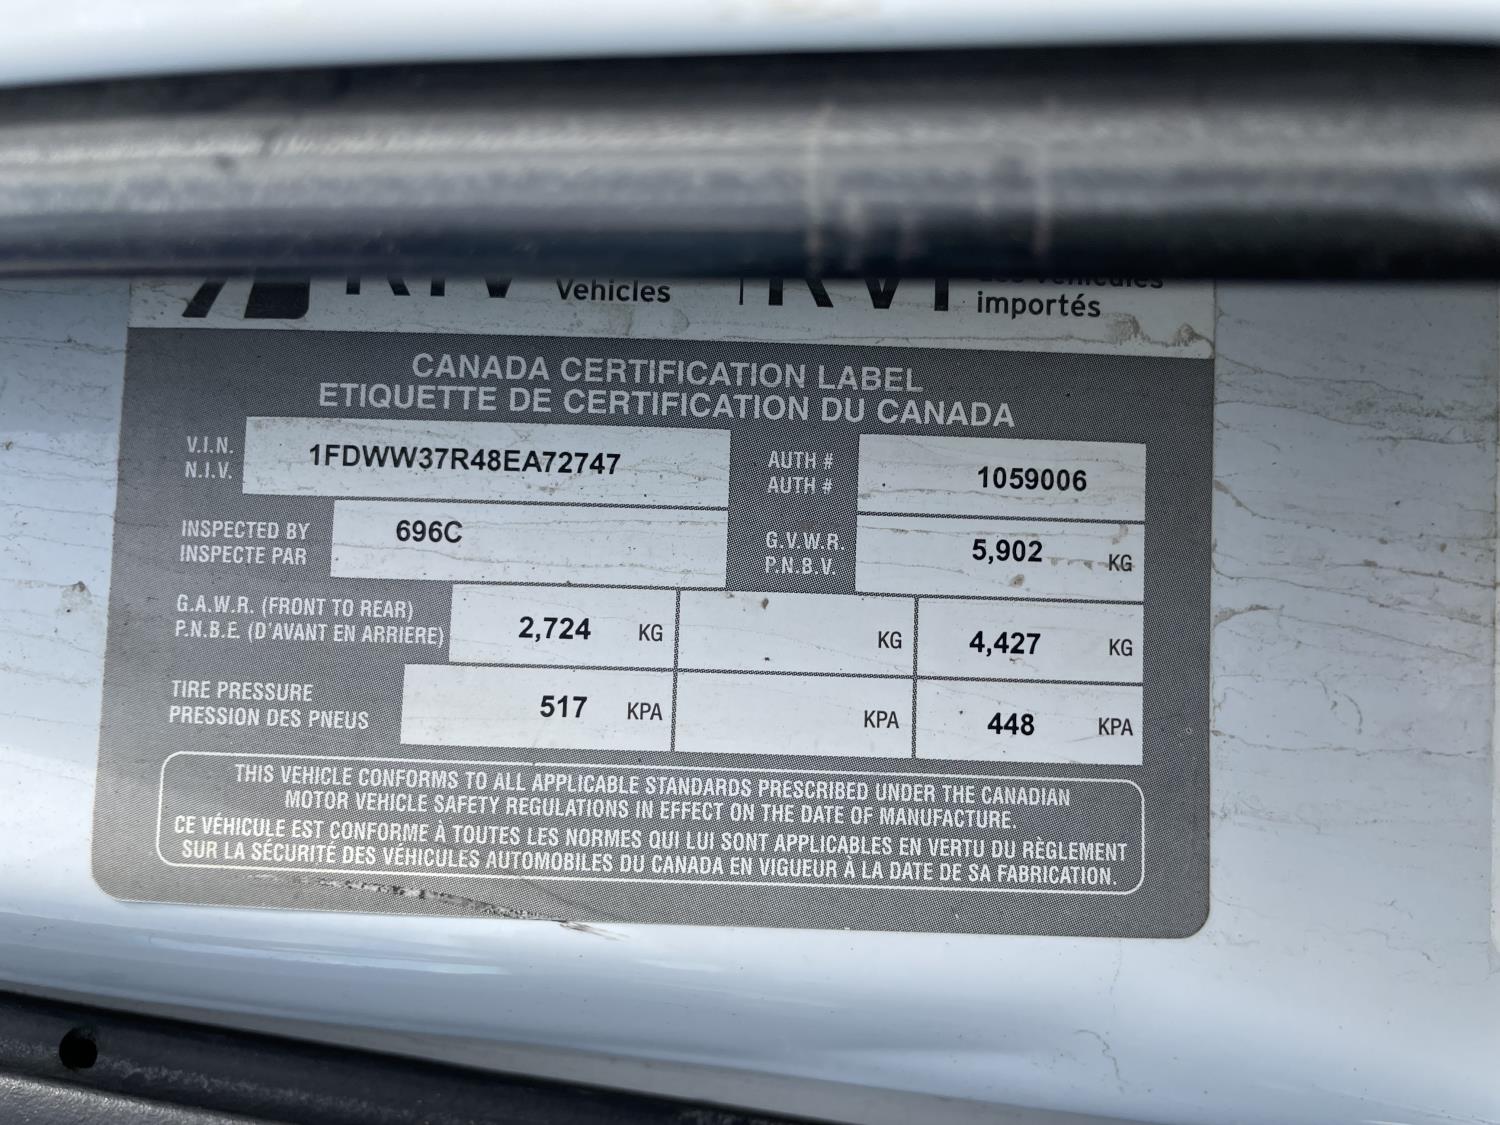 RIV Vehicles | RVI des véhicules
importés
CANADA CERTIFICATION LABEL
ETIQUETTE DE CERTIFICATION DU CANADA
V.I.N. 1FDWW37R48EA72747 AUTH # 1059006
N.I.V. AUTH #
INSPECTED BY 696C G.V.W.R. 5,902 KG
INSPECTE PAR P.N.B.V.
G.A.W.R. (FRONT TO REAR) 2,724 KG KG 4,427 KG
P.N.B.E. (D'AVANT EN ARRIERE)
TIRE PRESSURE 517 KPA KPA 448 KPA
PRESSION DES PNEUS
THIS VEHICLE CONFORMS TO ALL APPLICABLE STANDARDS PRESCRIBED UNDER THE CANADIAN
MOTOR VEHICLE SAFETY REGULATIONS IN EFFECT ON THE DATE OF MANUFACTURE.
CE VÉHICULE EST CONFORME À TOUTES LES NORMES QUI LUI SONT APPLICABLES EN VERTU DU RÈGLEMENT
SUR LA SÉCURITÉ DES VÉHICULES AUTOMOBILES DU CANADA EN VIGUEUR À LA DATE DE SA FABRICATION.